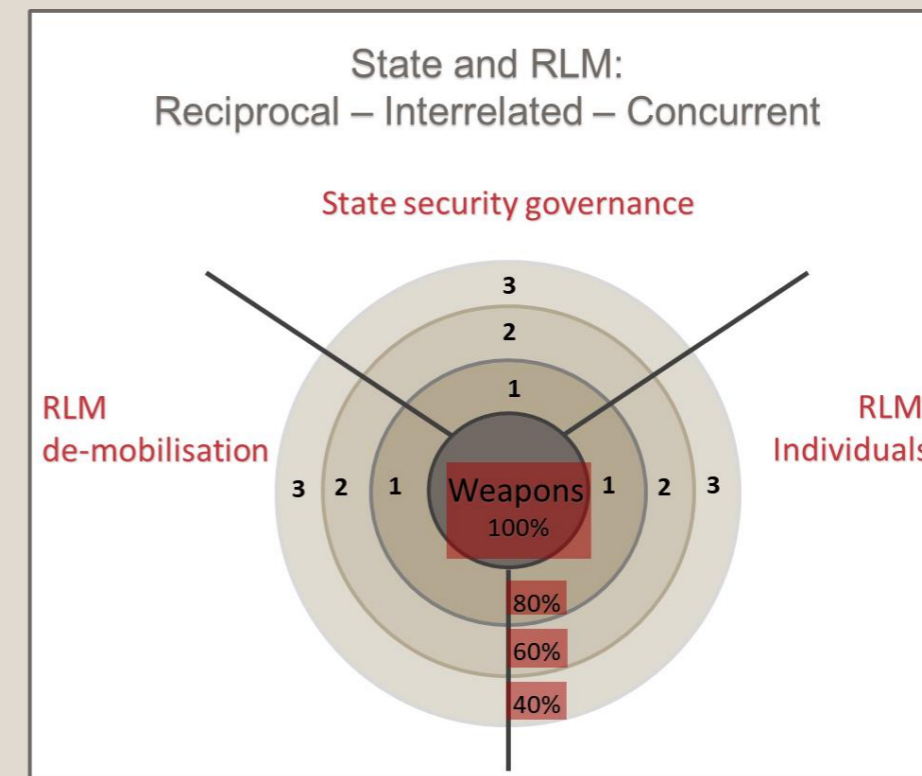 State and RLM:
Reciprocal – Interrelated – Concurrent
State security governance
3
2
1
RLM
de-mobilisation
RLM
Individuals
3 2 1 Weapons 1 2 3
100%
80%
60%
40%